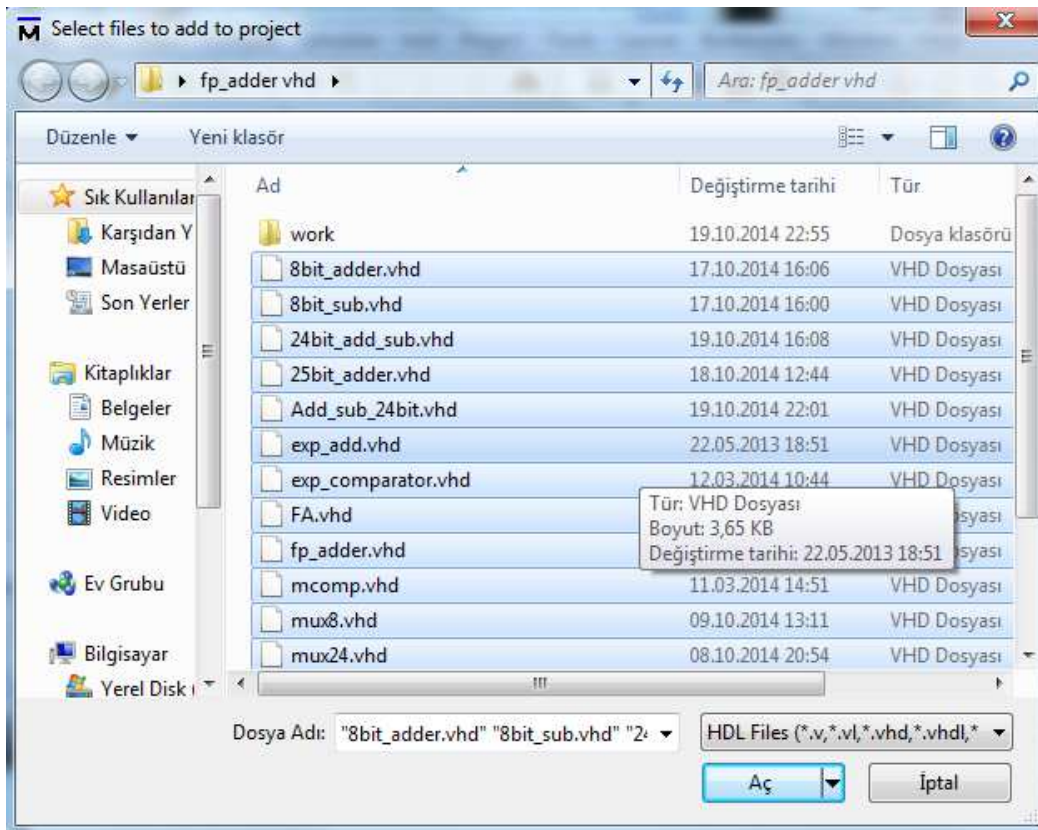 Select files to add to project
fp_adder vhd
Ara: fp_adder vhd
Düzenle Yeni klasör
Ad Değiştirme tarihi Tür
Sık Kullanılar
Karşıdan Y
Masaüstü
Son Yerler
Kitaplıklar
Belgeler
Müzik
Resimler
Video
Ev Grubu
Bilgisayar
Yerel Disk (
work 19.10.2014 22:55 Dosya klasörü
8bit_adder.vhd 17.10.2014 16:06 VHD Dosyası
8bit_sub.vhd 17.10.2014 16:00 VHD Dosyası
24bit_add_sub.vhd 19.10.2014 16:08 VHD Dosyası
25bit_adder.vhd 18.10.2014 12:44 VHD Dosyası
Add_sub_24bit.vhd 19.10.2014 22:01 VHD Dosyası
exp_add.vhd 22.05.2013 18:51 VHD Dosyası
exp_comparator.vhd 12.03.2014 10:44 VHD Dosyası
FA.vhd
fp_adder.vhd
mcomp.vhd 11.03.2014 14:51 VHD Dosyası
mux8.vhd 09.10.2014 13:11 VHD Dosyası
mux24.vhd 08.10.2014 20:54 VHD Dosyası
Tür: VHD Dosyası
Boyut: 3,65 KB
Değiştirme tarihi: 22.05.2013 18:51
Dosya Adı: "8bit_adder.vhd" "8bit_sub.vhd" "24
HDL Files (*.v,*.vl,*.vhd,*.vhdl,*
Aç İptal